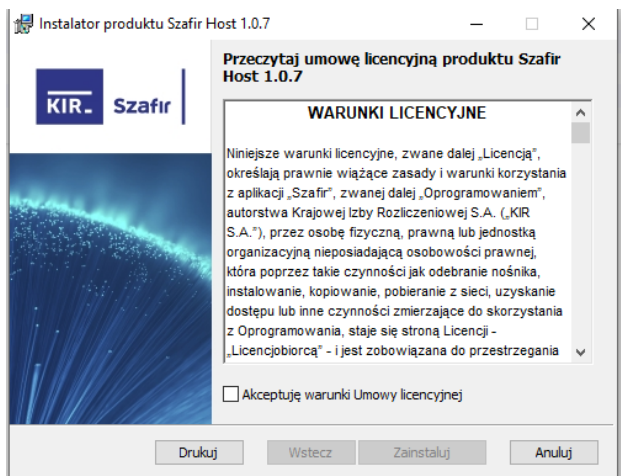 Instalator produktu Szafir Host 1.0.7
KIR Szafir
Przeczytaj umowę licencyjną produktu Szafir
Host 1.0.7
WARUNKI LICENCYJNE
Niniejsze warunki licencyjne, zwane dalej „Licencją”,
określają prawnie wiążące zasady i warunki korzystania
z aplikacji „Szafir”, zwanej dalej „Oprogramowaniem”,
autorstwa Krajowej Izby Rozliczeniowej S.A. („KIR
S.A.”), przez osobę fizyczną, prawną lub jednostką
organizacyjną nieposiadającą osobowości prawnej,
która poprzez takie czynności jak odebranie nośnika,
instalowanie, kopiowanie, pobieranie z sieci, uzyskanie
dostępu lub inne czynności zmierzające do skorzystania
z Oprogramowania, staje się stroną Licencji -
„Licencjobiorcą” - i jest zobowiązana do przestrzegania
Akceptuję warunki Umowy licencyjnej
Drukuj Wstecz Zainstaluj Anuluj